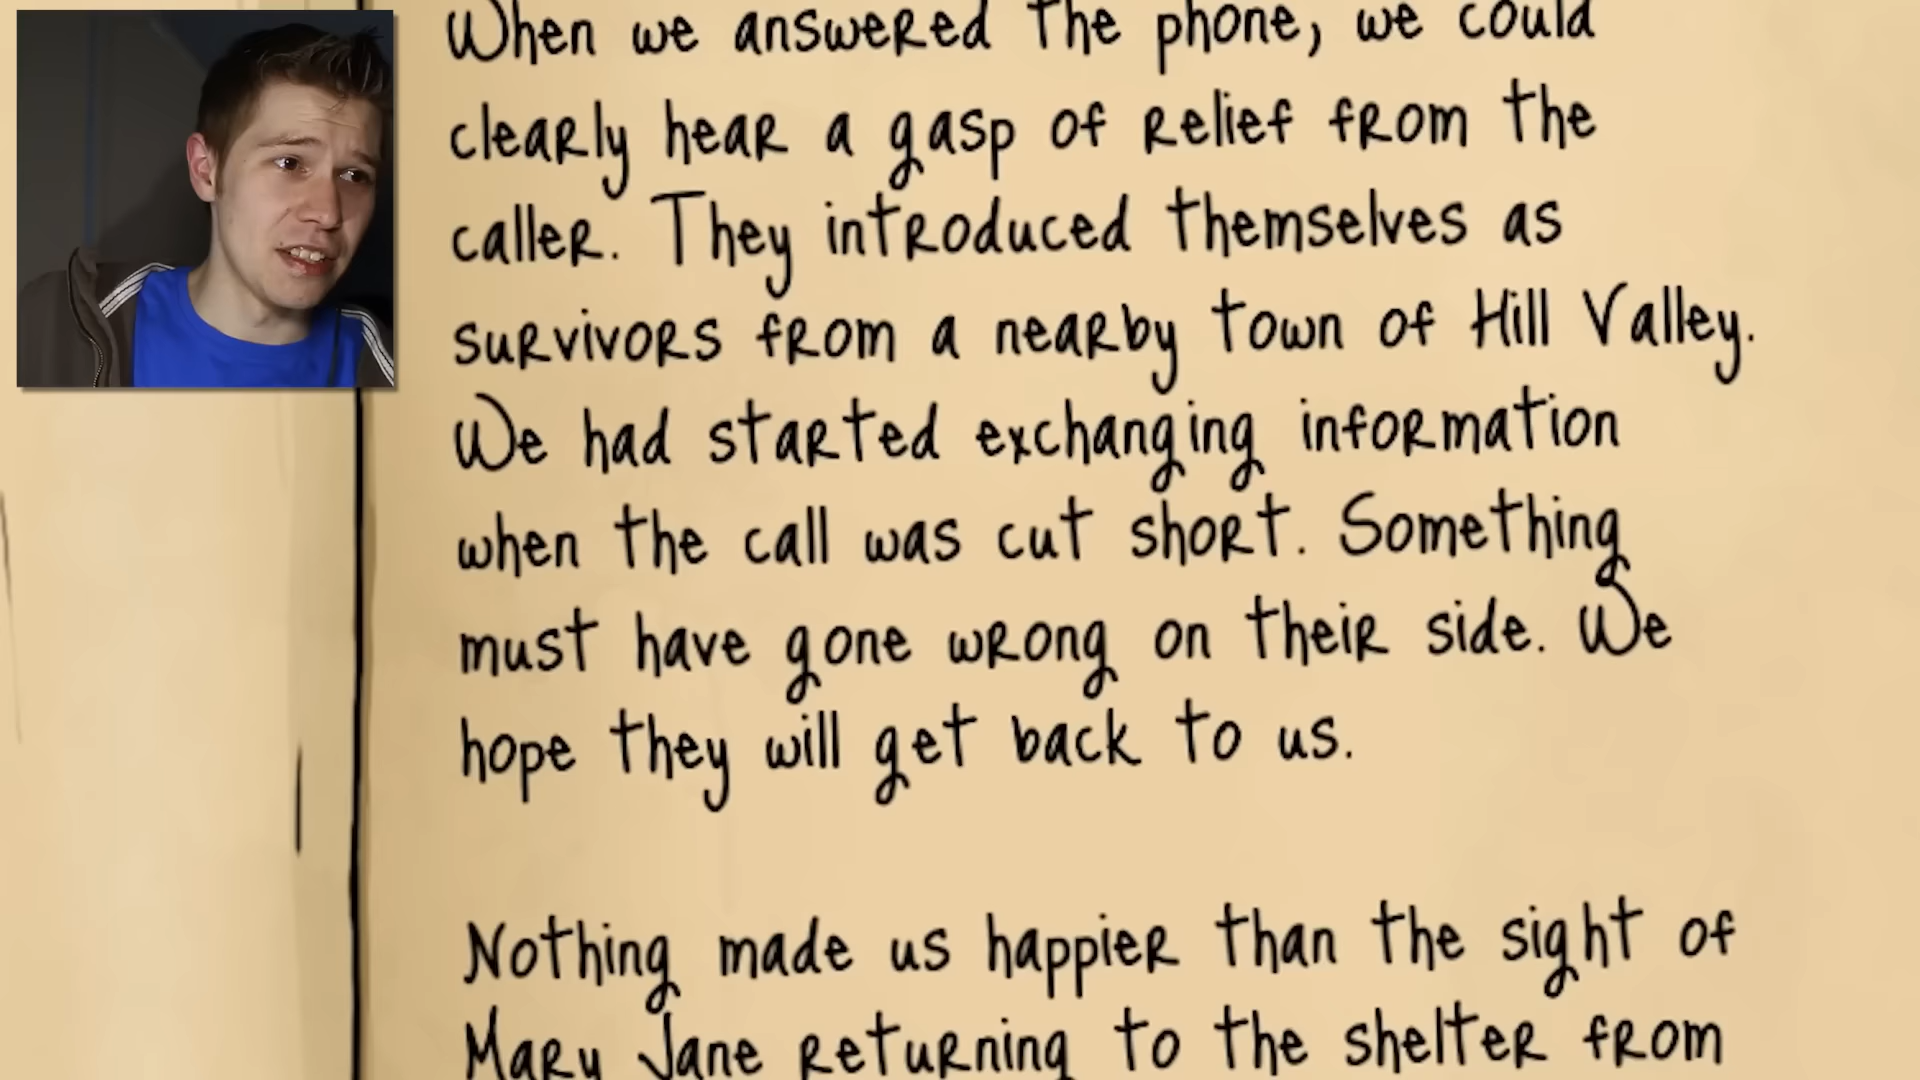 When we answered the phone, we could
clearly hear a gasp of relief from the
caller. They introduced themselves as
survivors from a nearby town of Hill Valley.
We had started exchanging information
when the call was cut short. Something
must have gone wrong on their side. We
hope they will get back to us.
Nothing made us happier than the sight of
Mary Jane returning to the shelter from